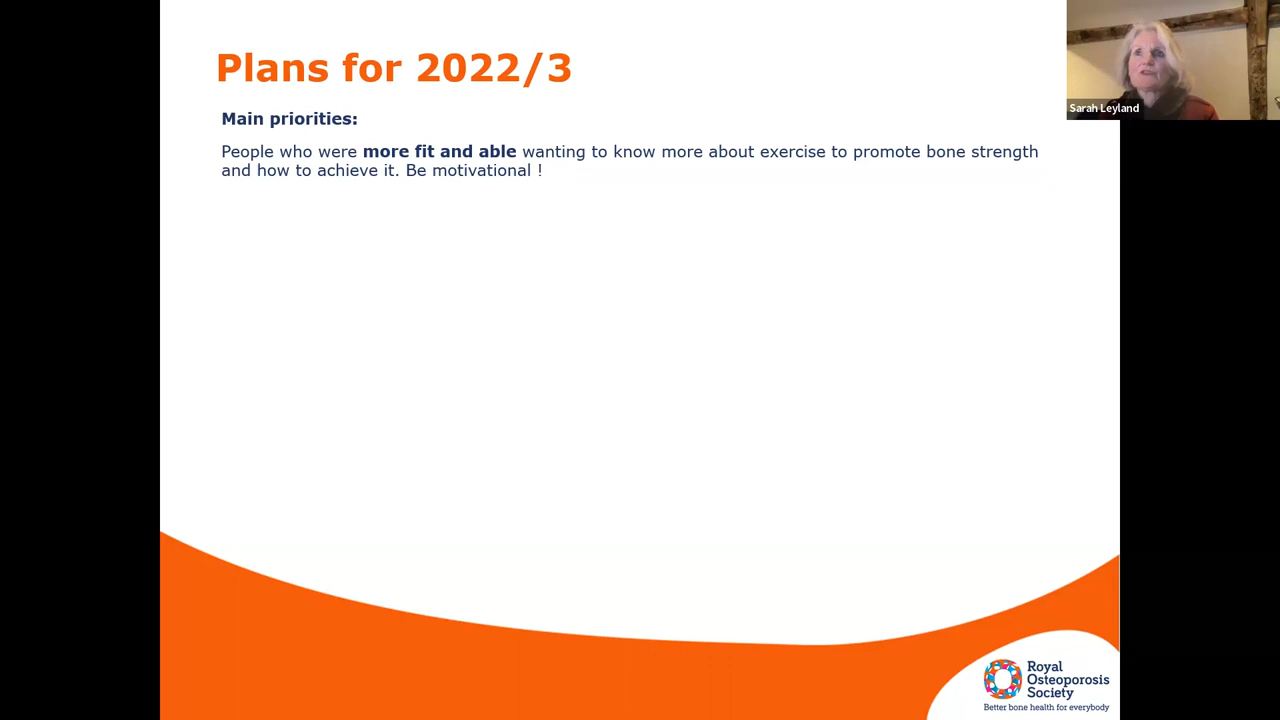 Plans for 2022/3
Sarah Leyland
Main priorities:
People who were more fit and able wanting to know more about exercise to promote bone strength
and how to achieve it. Be motivational !
Royal
Osteoporosis
Society
Better bone health for everybody